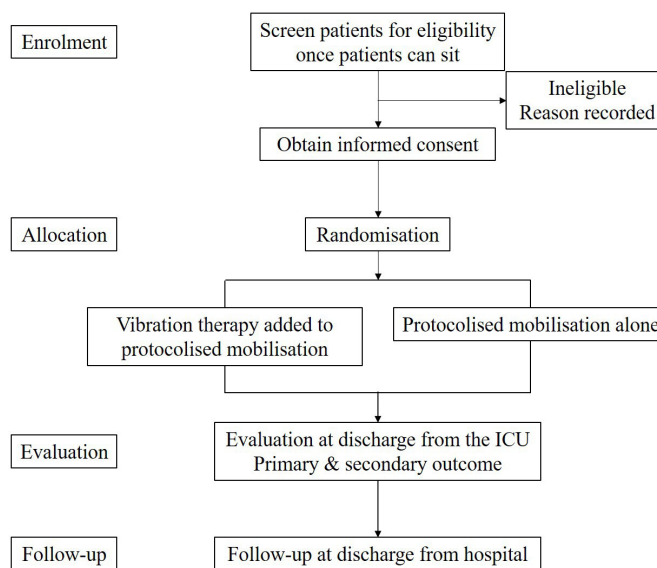 Enrolment
Screen patients for eligibility
once patients can sit
Ineligible
Reason recorded
Obtain informed consent
Allocation
Randomisation
Vibration therapy added to
protocolised mobilisation
Protocolised mobilisation alone
Evaluation
Evaluation at discharge from the ICU
Primary & secondary outcome
Follow-up
Follow-up at discharge from hospital